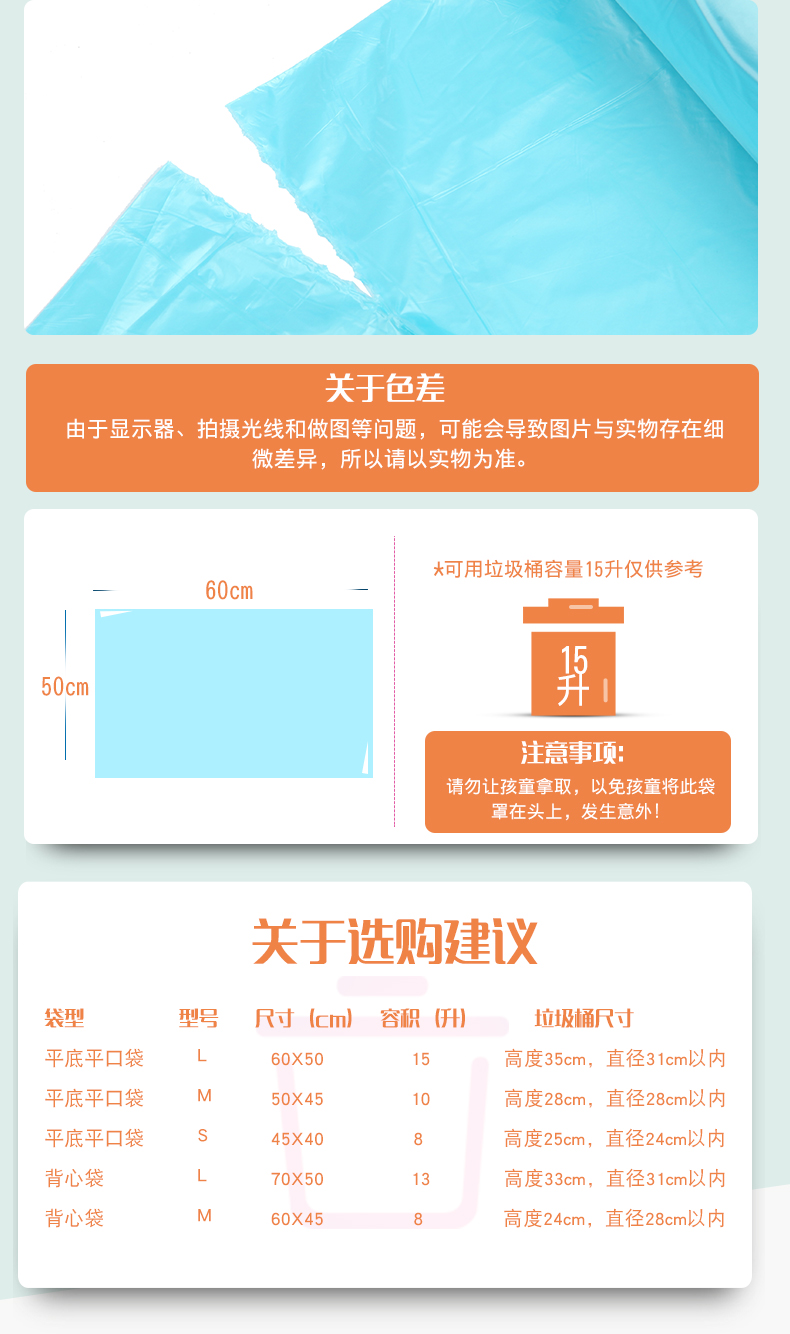 关于色差
由于显示器、拍摄光线和做图等问题，可能会导致图片与实物存在细
微差异，所以请以实物为准。
60cm
50cm
*可用垃圾桶容量15升仅供参考
15
升
注意事项:
请勿让孩童拿取，以免孩童将此袋
罩在头上，发生意外!
关于选购建议
袋型 型号 尺寸（cm） 容积（升） 垃圾桶尺寸
平底平口袋 L 60X50 15 高度35cm，直径31cm以内
平底平口袋 M 50X45 10 高度28cm，直径28cm以内
平底平口袋 S 45X40 8 高度25cm，直径24cm以内
背心袋 L 70X50 13 高度33cm，直径31cm以内
背心袋 M 60X45 8 高度24cm，直径28cm以内